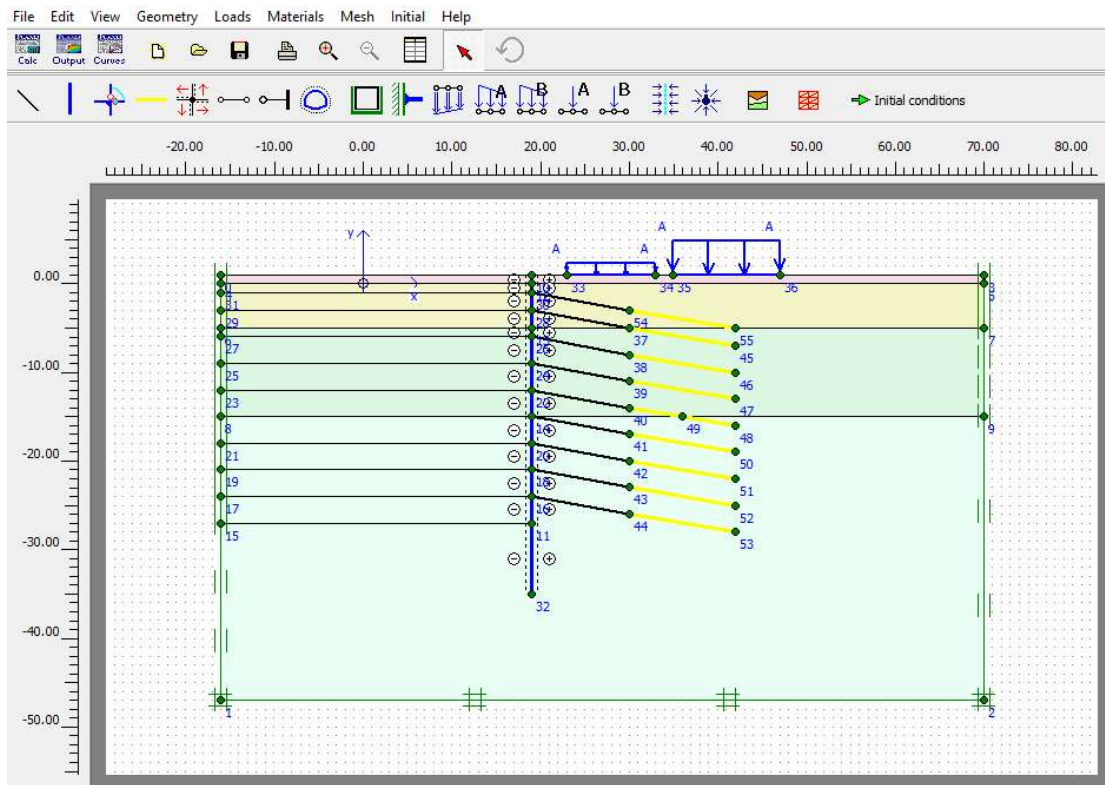 File Edit View Geometry Loads Materials Mesh Initial Help
Calc Output Curves
A B A B Initial conditions
-20.00 -10.00 0.00 10.00 20.00 30.00 40.00 50.00 60.00 70.00 80.00
A A
y A A
0.00
x 33 34 35 36
4 5
31 54
29 37 55 7
27 38 45
-10.00
25 39 46
23 40 49 47
8 41 48 9
-20.00
21 42 50
19 43 51
17 44 52
15 11 53
-30.00
32
-40.00
-50.00
1 2